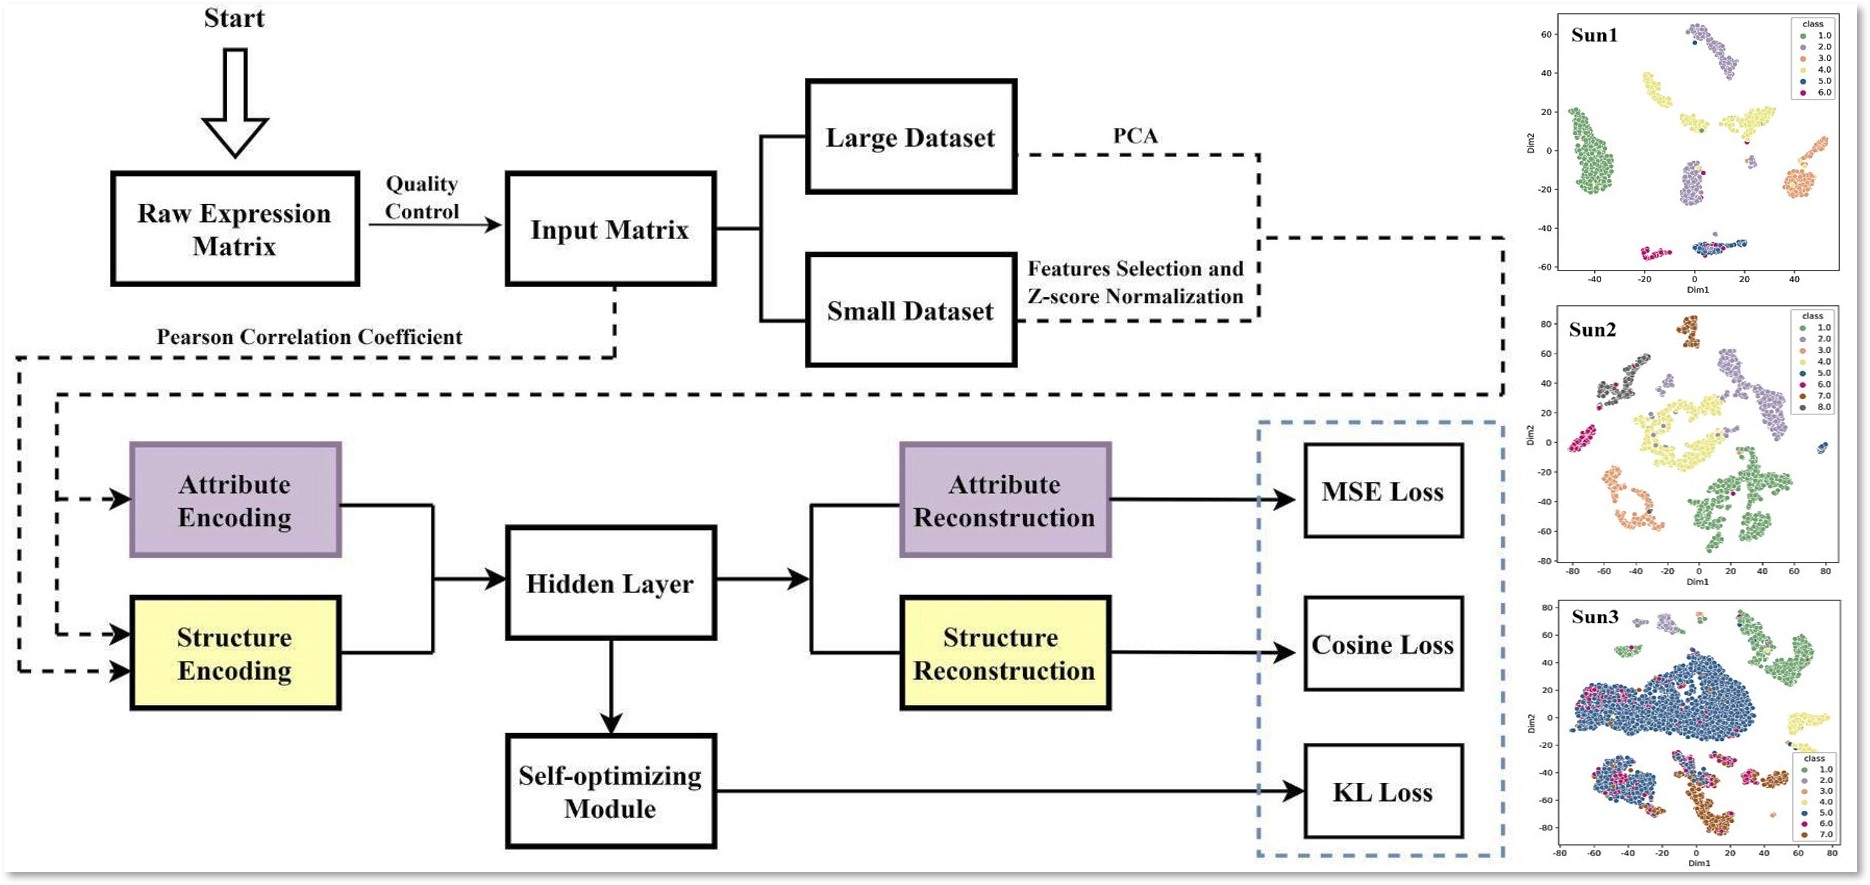 Start
Raw Expression
Matrix
Quality
Control
Input Matrix
Large Dataset
Small Dataset
PCA
Features Selection and
Z-score Normalization
Pearson Correlation Coefficient
Attribute
Encoding
Structure
Encoding
Hidden Layer
Self-optimizing
Module
Attribute
Reconstruction
Structure
Reconstruction
MSE Loss
Cosine Loss
KL Loss
Sun1
class
1.0
2.0
3.0
4.0
5.0
6.0
60
40
20
0
-20
-40
-60
Dim2
-40 -20 0 20 40
Dim1
Sun2
class
1.0
2.0
3.0
4.0
5.0
6.0
7.0
8.0
80
60
40
20
0
-20
-40
-60
-80
Dim2
-80 -60 -40 -20 0 20 40 60 80
Dim1
Sun3
80
60
40
20
0
-20
-40
-60
-80
Dim2
class
1.0
2.0
3.0
4.0
5.0
6.0
7.0
-80 -60 -40 -20 0 20 40 60 80
Dim1